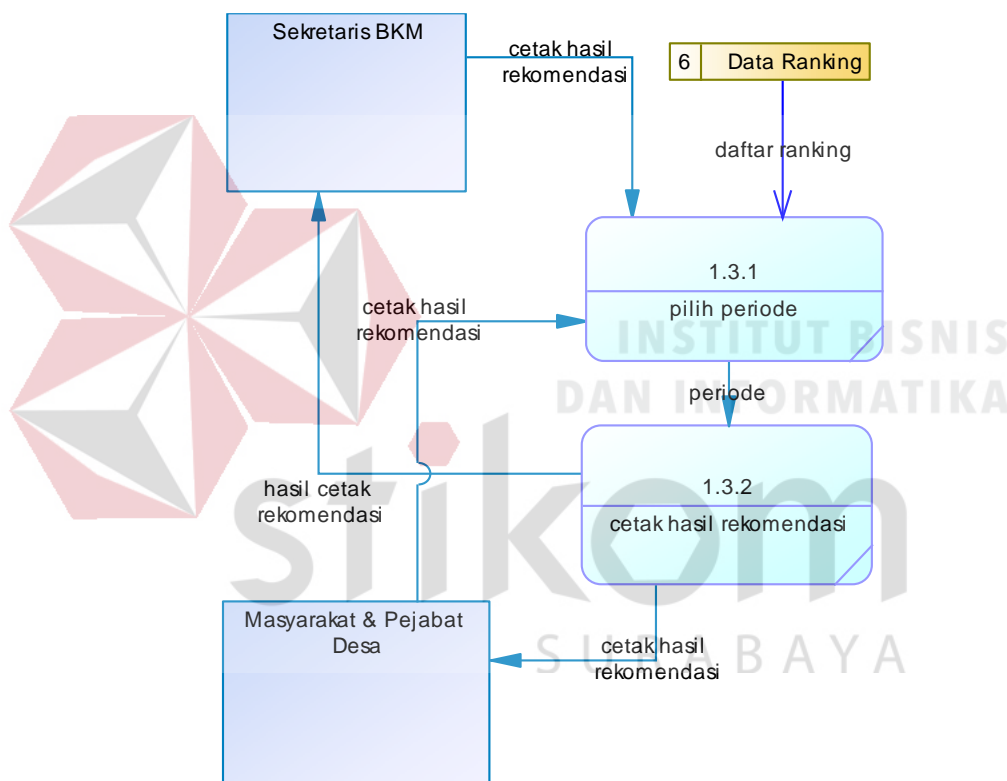 Sekretaris BKM
cetak hasil
rekomendasi
6 Data Ranking
daftar ranking
1.3.1
pilih periode
cetak hasil
rekomendasi
INSTITUT BISNIS
DAN INFORMATIKA
periode
1.3.2
cetak hasil rekomendasi
hasil cetak
rekomendasi
stikom
SURABAYA
Masyarakat & Pejabat
Desa
cetak hasil
rekomendasi